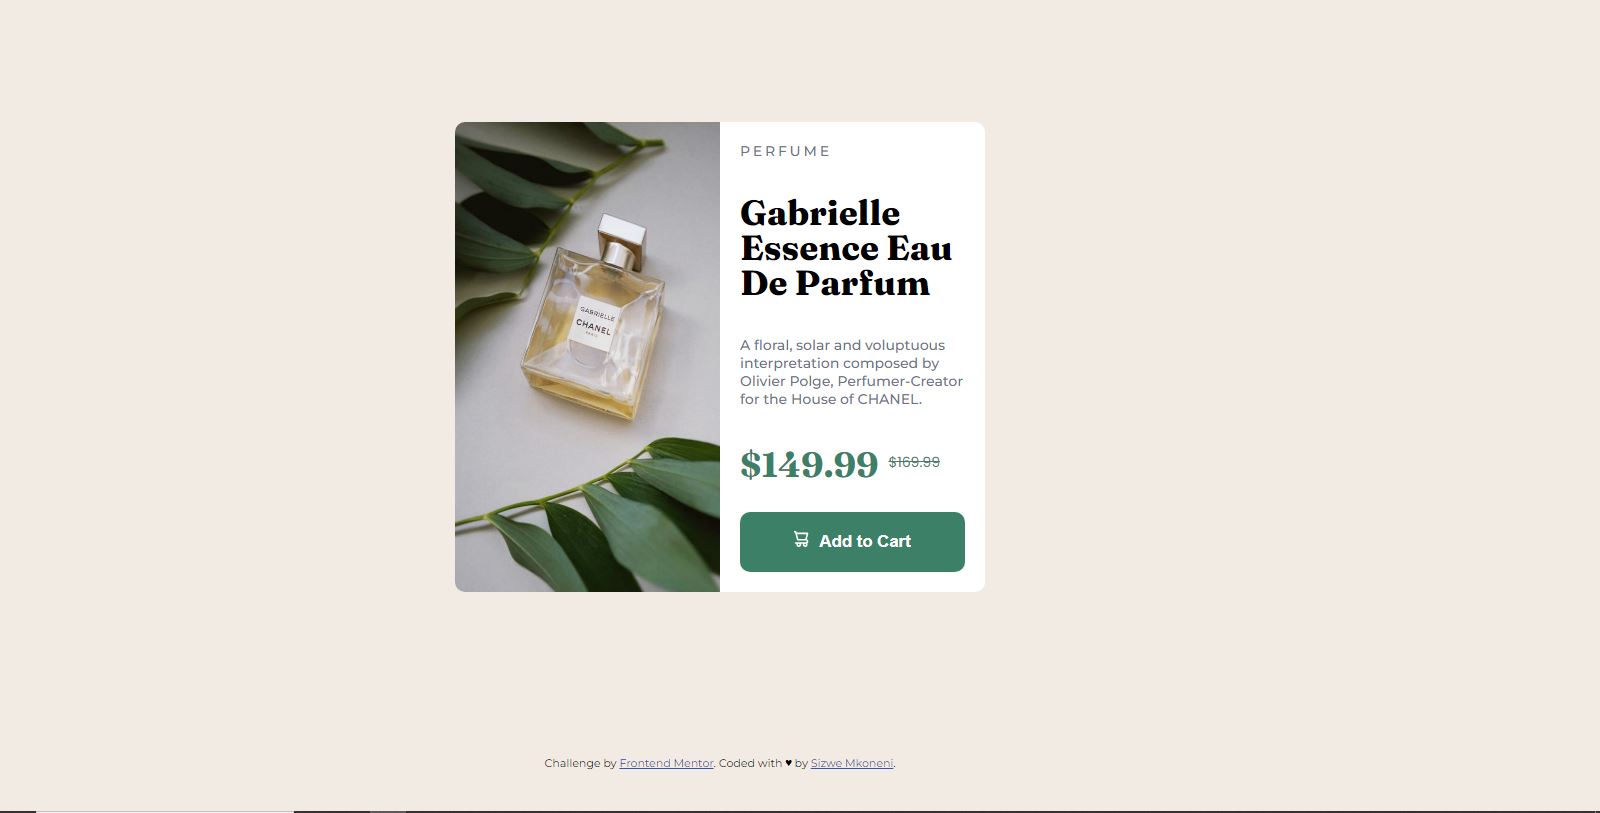 PERFUME
Gabrielle
Essence Eau
De Parfum
GABRIELLE
CHANEL
PARIS
A floral, solar and voluptuous
interpretation composed by
Olivier Polge, Perfumer-Creator
for the House of CHANEL.
$149.99 $169.99
Add to Cart
Challenge by Frontend Mentor. Coded with ♥ by Sizwe Mkoneni.